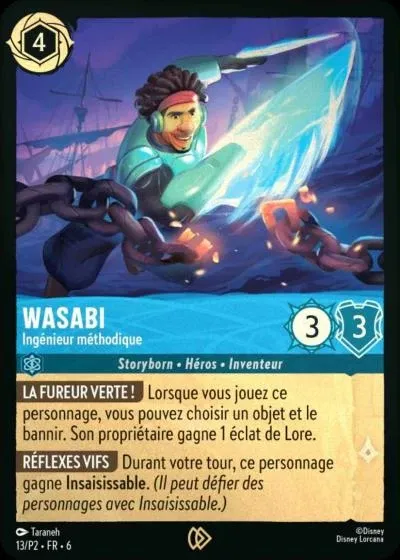 4
WASABI
Ingénieur méthodique
3
3
Storyborn • Héros • Inventeur
LA FUREUR VERTE ! Lorsque vous jouez ce
personnage, vous pouvez choisir un objet et le
bannir. Son propriétaire gagne 1 éclat de Lore.
RÉFLEXES VIFS Durant votre tour, ce personnage
gagne Insaisissable. (Il peut défier des
personnages avec Insaisissable.)
Taraneh
13/P2 • FR • 6
©Disney
Disney Lorcana